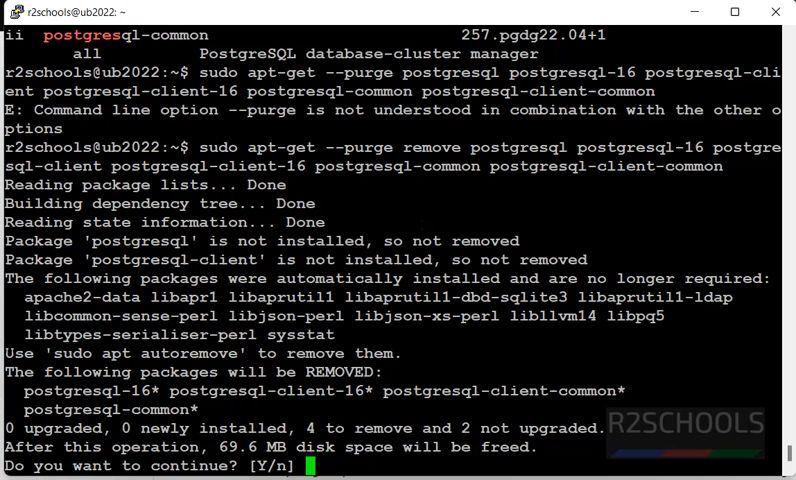 r2schools@ub2022: ~
ii  postgresql-common                          257.pgdg22.04+1
       all          PostgreSQL database-cluster manager
r2schools@ub2022:~$ sudo apt-get --purge postgresql postgresql-16 postgresql-cli
ent postgresql-client-16 postgresql-common postgresql-client-common
E: Command line option --purge is not understood in combination with the other o
ptions
r2schools@ub2022:~$ sudo apt-get --purge remove postgresql postgresql-16 postgre
sql-client postgresql-client-16 postgresql-common postgresql-client-common
Reading package lists... Done
Building dependency tree... Done
Reading state information... Done
Package 'postgresql' is not installed, so not removed
Package 'postgresql-client' is not installed, so not removed
The following packages were automatically installed and are no longer required:
  apache2-data libapr1 libaprutil1 libaprutil1-dbd-sqlite3 libaprutil1-ldap
  libcommon-sense-perl libjson-perl libjson-xs-perl libllvm14 libpq5
  libtypes-serialiser-perl sysstat
Use 'sudo apt autoremove' to remove them.
The following packages will be REMOVED:
  postgresql-16* postgresql-client-16* postgresql-client-common*
  postgresql-common*
0 upgraded, 0 newly installed, 4 to remove and 2 not upgraded.
After this operation, 69.6 MB disk space will be freed.
Do you want to continue? [Y/n]
R2SCHOOLS